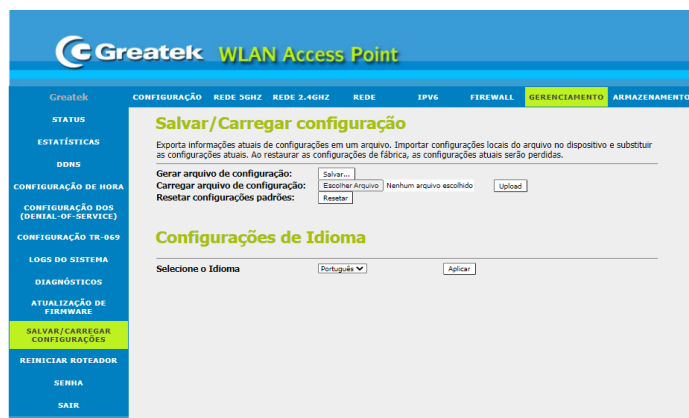 Greatek WLAN Access Point
Greatek CONFIGURAÇÃO REDE 5GHZ REDE 2.4GHZ REDE IPV6 FIREWALL GERENCIAMENTO ARMAZENAMENTO
STATUS
ESTATÍSTICAS
DDNS
CONFIGURAÇÃO DE HORA
CONFIGURAÇÃO DOS
(DENIAL-OF-SERVICE)
CONFIGURAÇÃO TR-069
LOGS DO SISTEMA
DIAGNÓSTICOS
ATUALIZAÇÃO DE
FIRMWARE
SALVAR/CARREGAR
CONFIGURAÇÕES
REINICIAR ROTEADOR
SENHA
SAIR
Salvar/Carregar configuração
Exporta informações atuais de configurações em um arquivo. Importar configurações locais do arquivo no dispositivo e substituir
as configurações atuais. Ao restaurar as configurações de fábrica, as configurações atuais serão perdidas.
Gerar arquivo de configuração: Salvar...
Carregar arquivo de configuração: Escolher Arquivo Nenhum arquivo escolhido Upload
Resetar configurações padrões: Resetar
Configurações de Idioma
Selecione o Idioma Português Aplicar